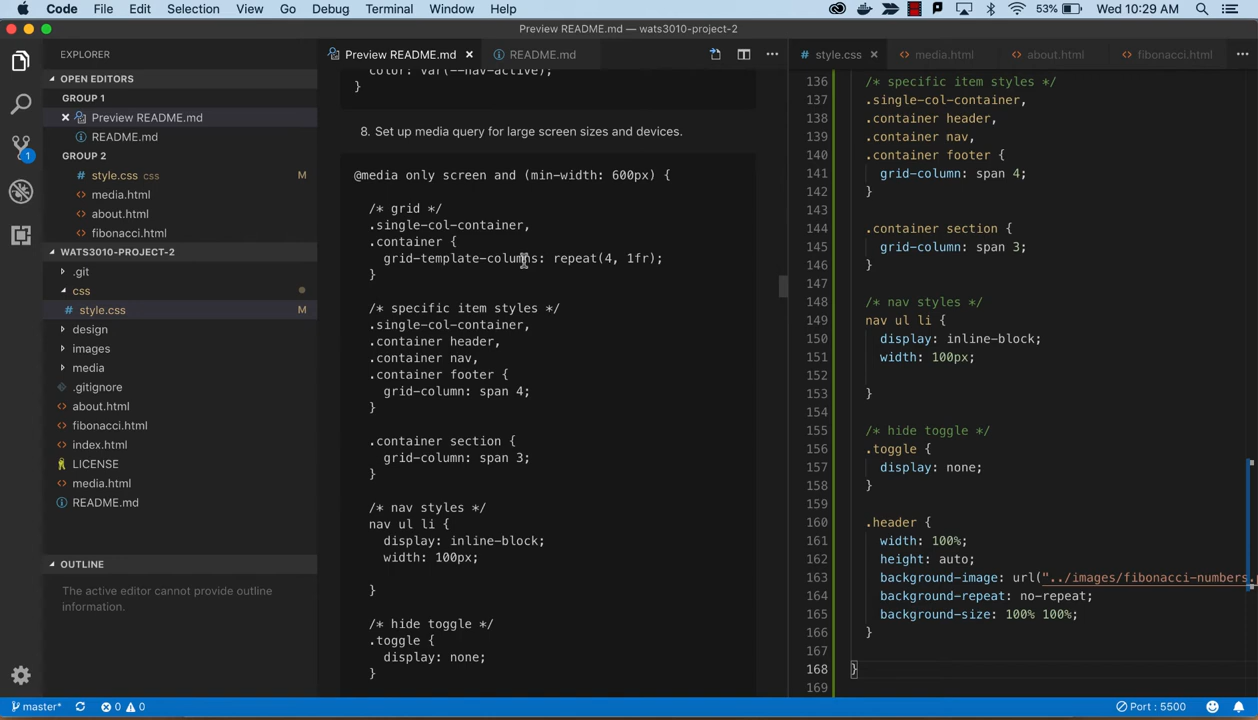 Code File Edit Selection View Go Debug Terminal Window Help 53% Wed 10:29 AM
Preview README.md — wats3010-project-2
EXPLORER
OPEN EDITORS
GROUP 1
Preview README.md
README.md
GROUP 2
style.css css M
media.html
about.html
fibonacci.html
WATS3010-PROJECT-2
.git
css
style.css M
design
images
media
.gitignore
about.html
fibonacci.html
index.html
LICENSE
media.html
README.md
OUTLINE
The active editor cannot provide outline
information.
Preview README.md README.md
color: var(--nav-active);
}
8. Set up media query for large screen sizes and devices.
@media only screen and (min-width: 600px) {
/* grid */
.single-col-container,
.container {
grid-template-columns: repeat(4, 1fr);
}
/* specific item styles */
.single-col-container,
.container header,
.container nav,
.container footer {
grid-column: span 4;
}
.container section {
grid-column: span 3;
}
/* nav styles */
nav ul li {
display: inline-block;
width: 100px;
}
/* hide toggle */
.toggle {
display: none;
}
style.css media.html about.html fibonacci.html
136 /* specific item styles */
137 .single-col-container,
138 .container header,
139 .container nav,
140 .container footer {
141 grid-column: span 4;
142 }
143
144 .container section {
145 grid-column: span 3;
146 }
147
148 /* nav styles */
149 nav ul li {
150 display: inline-block;
151 width: 100px;
152
153 }
154
155 /* hide toggle */
156 .toggle {
157 display: none;
158 }
159
160 .header {
161 width: 100%;
162 height: auto;
163 background-image: url("../images/fibonacci-numbers.
164 background-repeat: no-repeat;
165 background-size: 100% 100%;
166 }
167
168 }
169
master* 0 0 Port : 5500
1